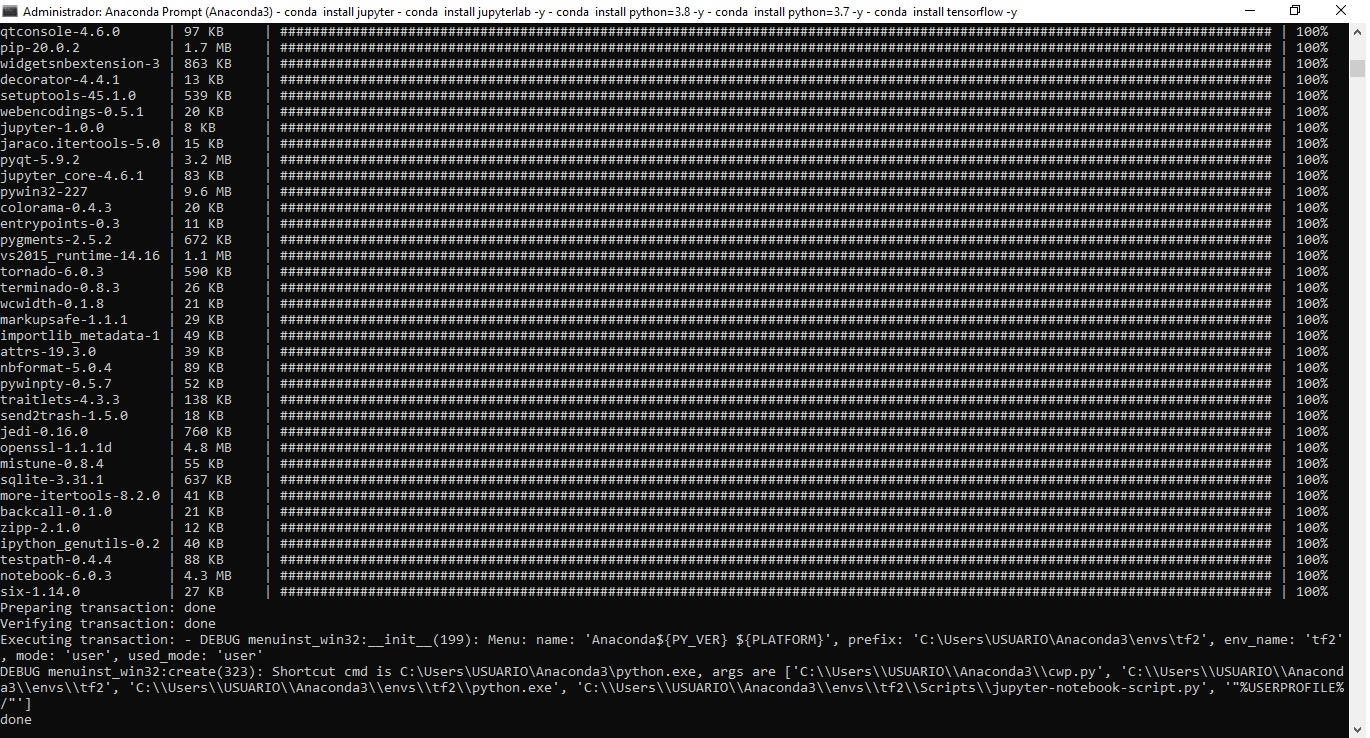 Administrador: Anaconda Prompt (Anaconda3) - conda install jupyter - conda install jupyterlab -y - conda install python=3.8 -y - conda install python=3.7 -y - conda install tensorflow -y
qtconsole-4.6.0 | 97 KB | ############################################################################################################################ | 100%
pip-20.0.2 | 1.7 MB | ############################################################################################################################ | 100%
widgetsnbextension-3 | 863 KB | ############################################################################################################################ | 100%
decorator-4.4.1 | 13 KB | ############################################################################################################################ | 100%
setuptools-45.1.0 | 539 KB | ############################################################################################################################ | 100%
webencodings-0.5.1 | 20 KB | ############################################################################################################################ | 100%
jupyter-1.0.0 | 8 KB | ############################################################################################################################ | 100%
jaraco.itertools-5.0 | 15 KB | ############################################################################################################################ | 100%
pyqt-5.9.2 | 3.2 MB | ############################################################################################################################ | 100%
jupyter_core-4.6.1 | 83 KB | ############################################################################################################################ | 100%
pywin32-227 | 9.6 MB | ############################################################################################################################ | 100%
colorama-0.4.3 | 20 KB | ############################################################################################################################ | 100%
entrypoints-0.3 | 11 KB | ############################################################################################################################ | 100%
pygments-2.5.2 | 672 KB | ############################################################################################################################ | 100%
vs2015_runtime-14.16 | 1.1 MB | ############################################################################################################################ | 100%
tornado-6.0.3 | 590 KB | ############################################################################################################################ | 100%
terminado-0.8.3 | 26 KB | ############################################################################################################################ | 100%
wcwidth-0.1.8 | 21 KB | ############################################################################################################################ | 100%
markupsafe-1.1.1 | 29 KB | ############################################################################################################################ | 100%
importlib_metadata-1 | 49 KB | ############################################################################################################################ | 100%
attrs-19.3.0 | 39 KB | ############################################################################################################################ | 100%
nbformat-5.0.4 | 89 KB | ############################################################################################################################ | 100%
pywinpty-0.5.7 | 52 KB | ############################################################################################################################ | 100%
traitlets-4.3.3 | 138 KB | ############################################################################################################################ | 100%
send2trash-1.5.0 | 18 KB | ############################################################################################################################ | 100%
jedi-0.16.0 | 760 KB | ############################################################################################################################ | 100%
openssl-1.1.1d | 4.8 MB | ############################################################################################################################ | 100%
mistune-0.8.4 | 55 KB | ############################################################################################################################ | 100%
sqlite-3.31.1 | 637 KB | ############################################################################################################################ | 100%
more-itertools-8.2.0 | 41 KB | ############################################################################################################################ | 100%
backcall-0.1.0 | 21 KB | ############################################################################################################################ | 100%
zipp-2.1.0 | 12 KB | ############################################################################################################################ | 100%
ipython_genutils-0.2 | 40 KB | ############################################################################################################################ | 100%
testpath-0.4.4 | 88 KB | ############################################################################################################################ | 100%
notebook-6.0.3 | 4.3 MB | ############################################################################################################################ | 100%
six-1.14.0 | 27 KB | ############################################################################################################################ | 100%
Preparing transaction: done
Verifying transaction: done
Executing transaction: - DEBUG menuinst_win32:__init__(199): Menu: name: 'Anaconda${PY_VER} ${PLATFORM}', prefix: 'C:\Users\USUARIO\Anaconda3\envs\tf2', env_name: 'tf2'
, mode: 'user', used_mode: 'user'
DEBUG menuinst_win32:create(323): Shortcut cmd is C:\Users\USUARIO\Anaconda3\python.exe, args are ['C:\\Users\\USUARIO\\Anaconda3\\cwp.py', 'C:\\Users\\USUARIO\\Anacond
a3\\envs\\tf2', 'C:\\Users\\USUARIO\\Anaconda3\\envs\\tf2\\python.exe', 'C:\\Users\\USUARIO\\Anaconda3\\envs\\tf2\\Scripts\\jupyter-notebook-script.py', '"%USERPROFILE%
/"']
done